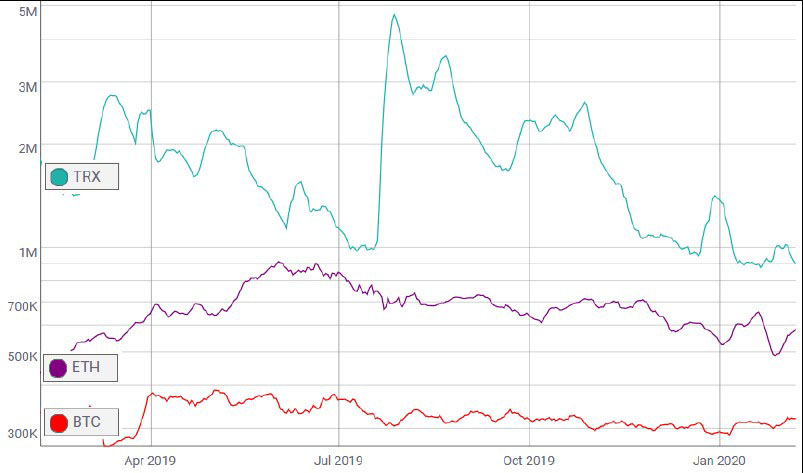 5M
3M
2M
TRX
1M
700K
500K
ETH
BTC
300K
Apr 2019 Jul 2019 Oct 2019 Jan 2020